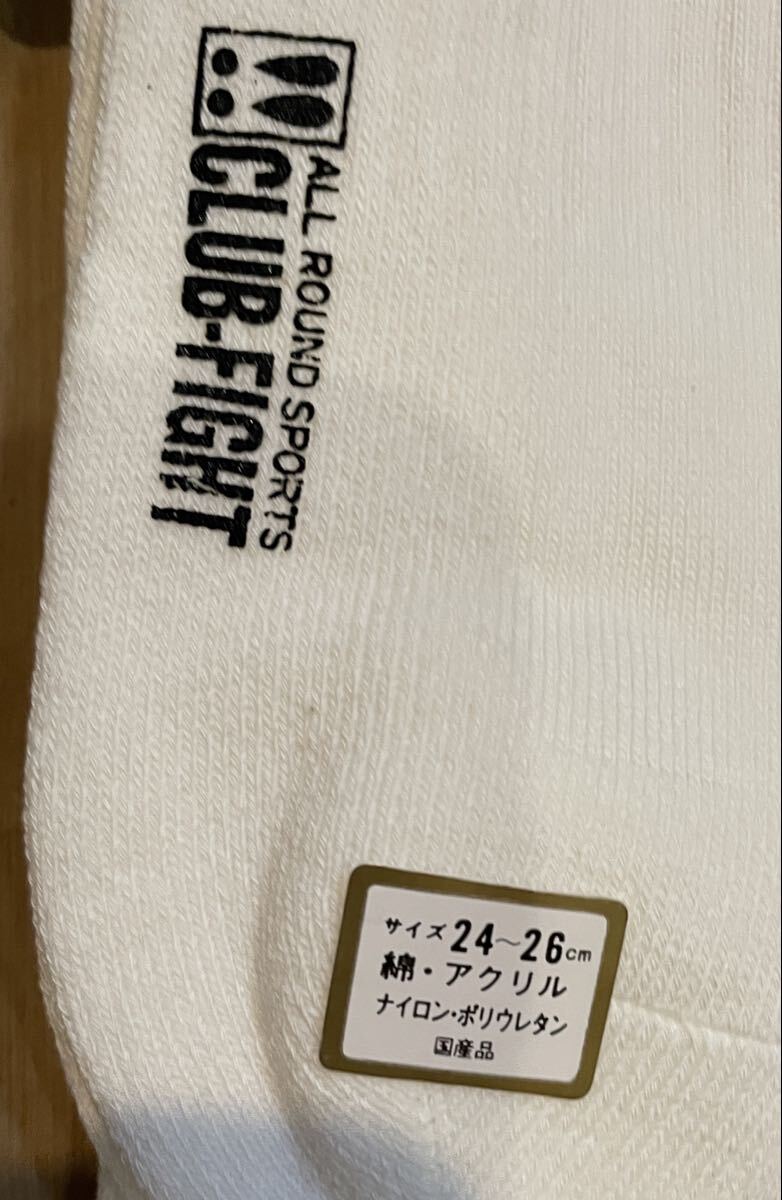 ALL ROUND SPORTS
CLUB-FIGHT
サイズ 24～26cm
綿・アクリル
ナイロン・ポリウレタン
国産品